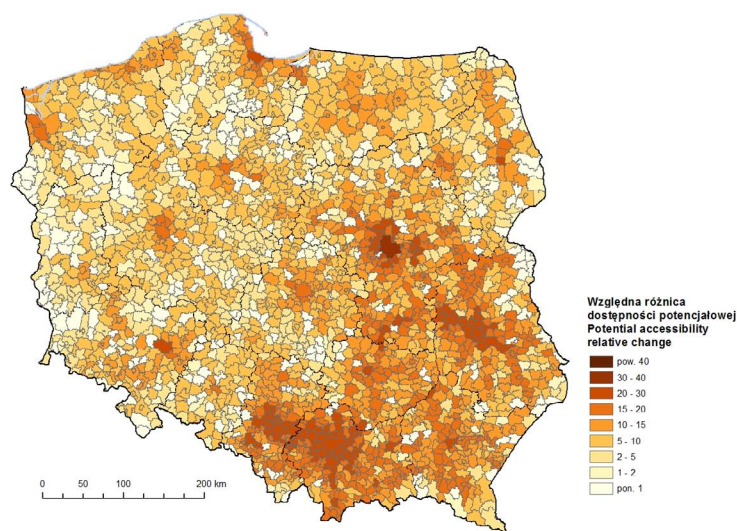 Względna różnica
dostępności potencjałowej
Potencial accessibility
relative change
pow. 40
30 - 40
20 - 30
15 - 20
10 - 15
5 - 10
2 - 5
1 - 2
pon. 1
0 50 100 200 km